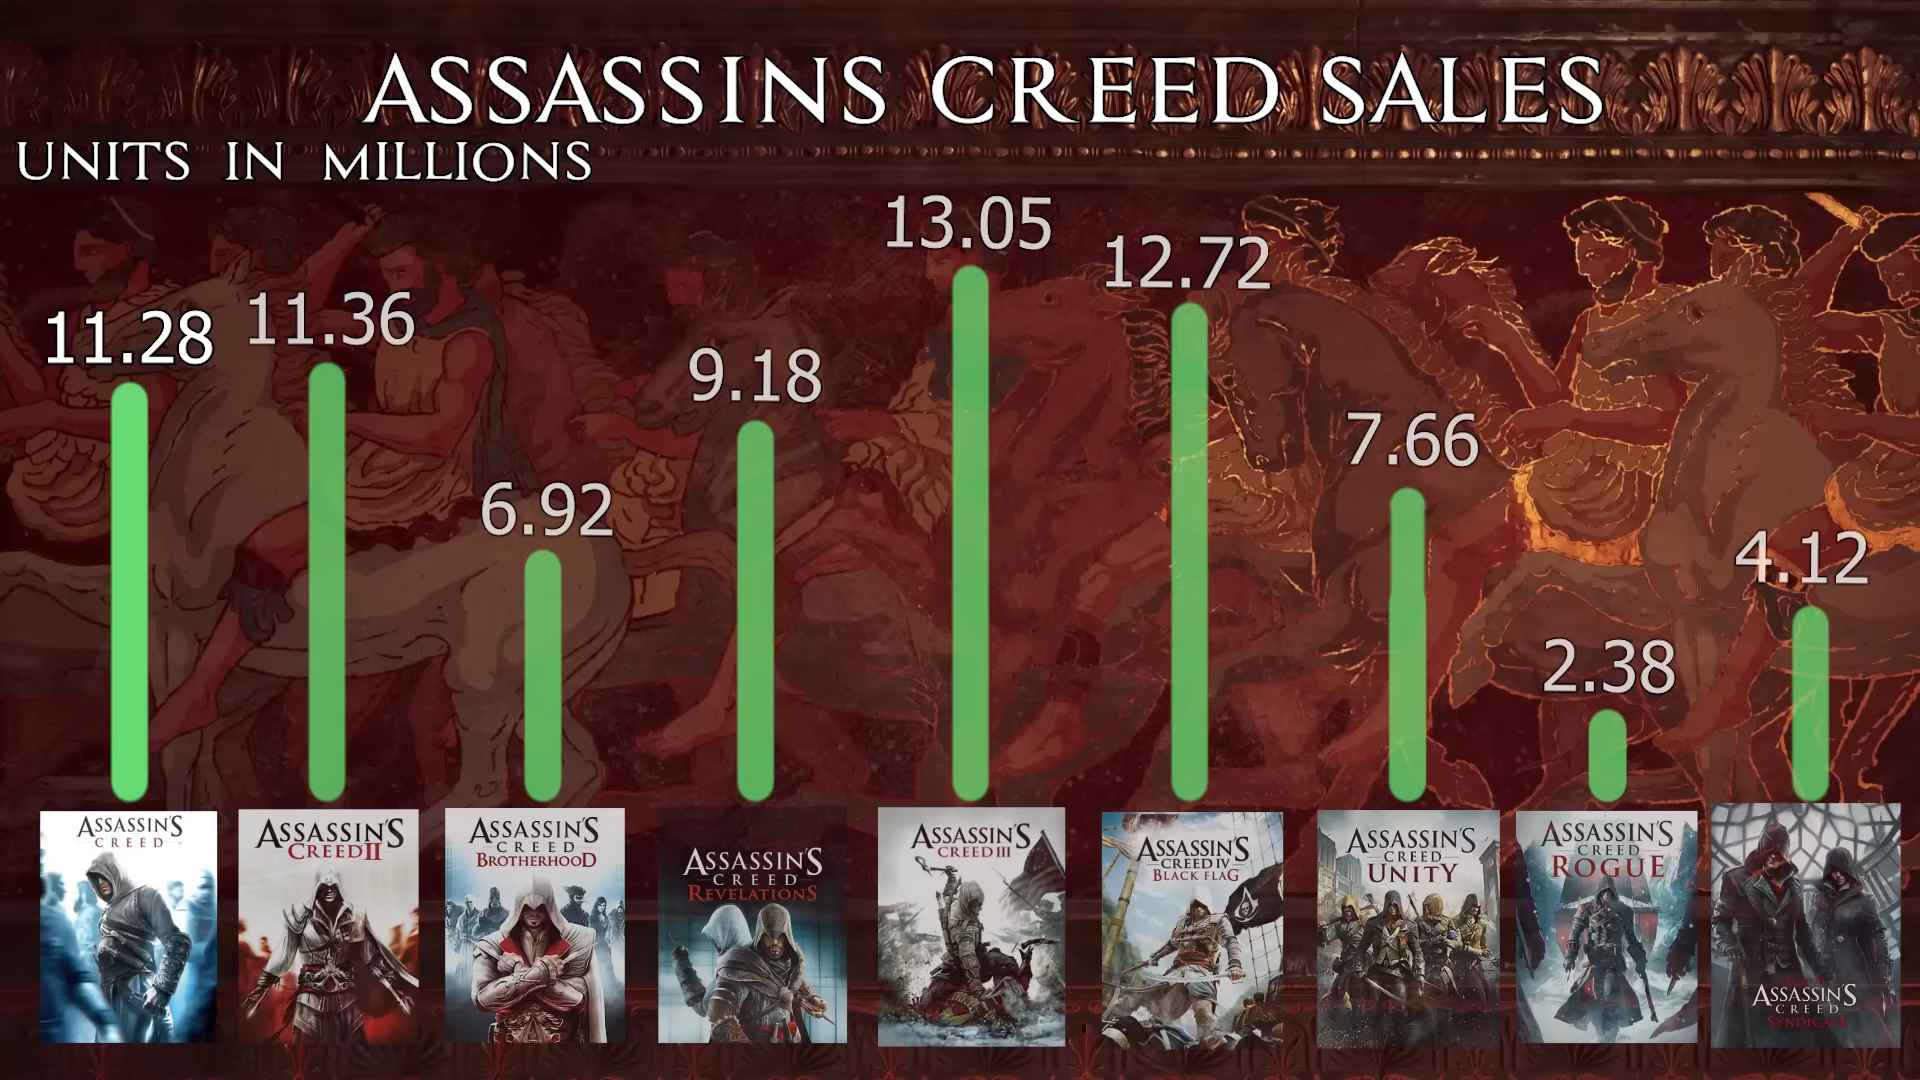 ASSASSINS CREED SALES
UNITS IN MILLIONS
11.28
11.36
6.92
9.18
13.05
12.72
7.66
2.38
4.12
ASSASSIN'S
CREED
ASSASSIN'S
CREED II
ASSASSIN'S
CREED
BROTHERHOOD
ASSASSIN'S
CREED
REVELATIONS
ASSASSIN'S
CREED III
ASSASSIN'S
CREED IV
BLACK FLAG
ASSASSIN'S
CREED
UNITY
ASSASSIN'S
CREED
ROGUE
ASSASSIN'S
CREED
SYNDICATE